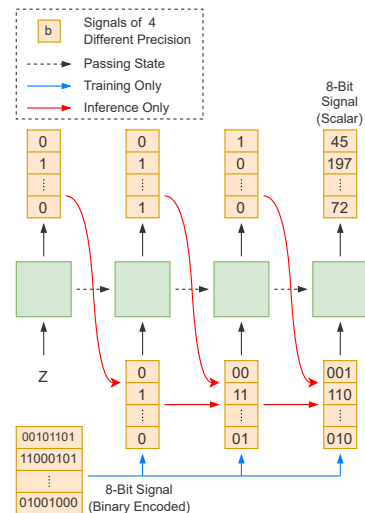 b
Signals of 4
Different Precision
Passing State
Training Only
Inference Only
8-Bit
Signal
(Scalar)
0
1
⋮
0
0
1
⋮
1
1
0
⋮
0
45
197
⋮
72
Z
0
1
⋮
0
00
11
⋮
01
001
110
⋮
010
00101101
11000101
⋮
01001000
8-Bit Signal
(Binary Encoded)